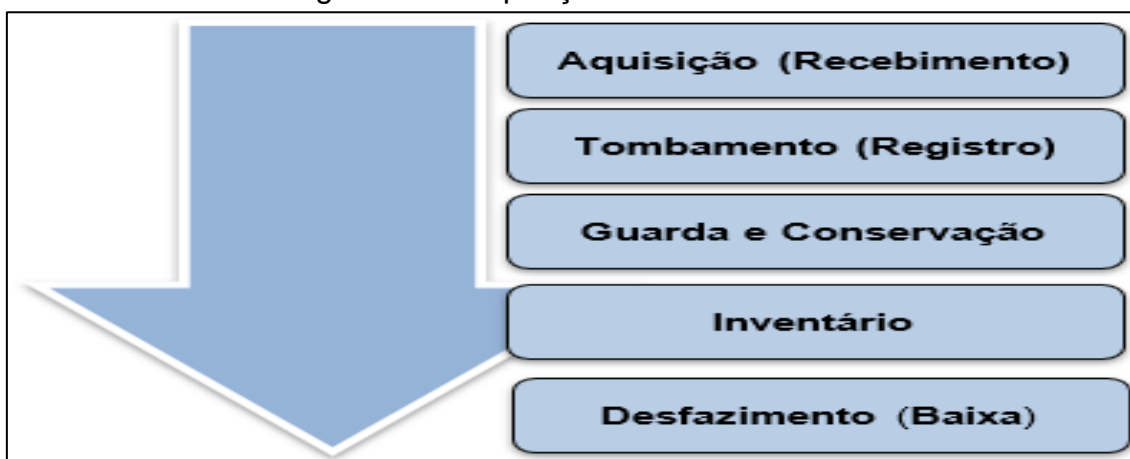 Aquisição (Recebimento)
Tombamento (Registro)
Guarda e Conservação
Inventário
Desfazimento (Baixa)